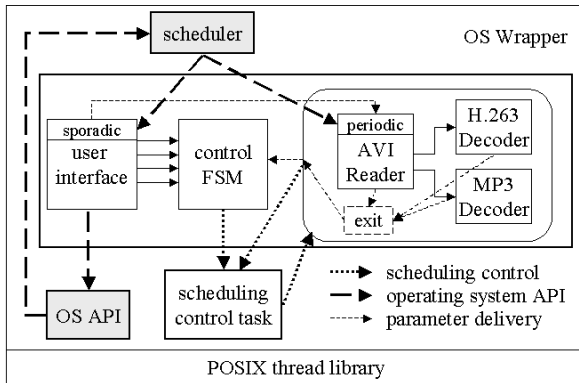 scheduler
OS Wrapper
sporadic
user
interface
control
FSM
periodic
AVI
Reader
H.263
Decoder
MP3
Decoder
exit
OS API
scheduling
control task
scheduling control
operating system API
parameter delivery
POSIX thread library